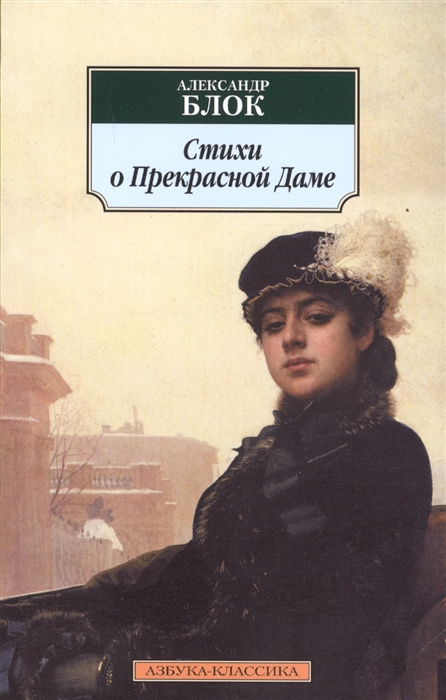 АЛЕКСАНДР
БЛОК
Стихи
о Прекрасной Даме
АЗБУКА-КЛАССИКА